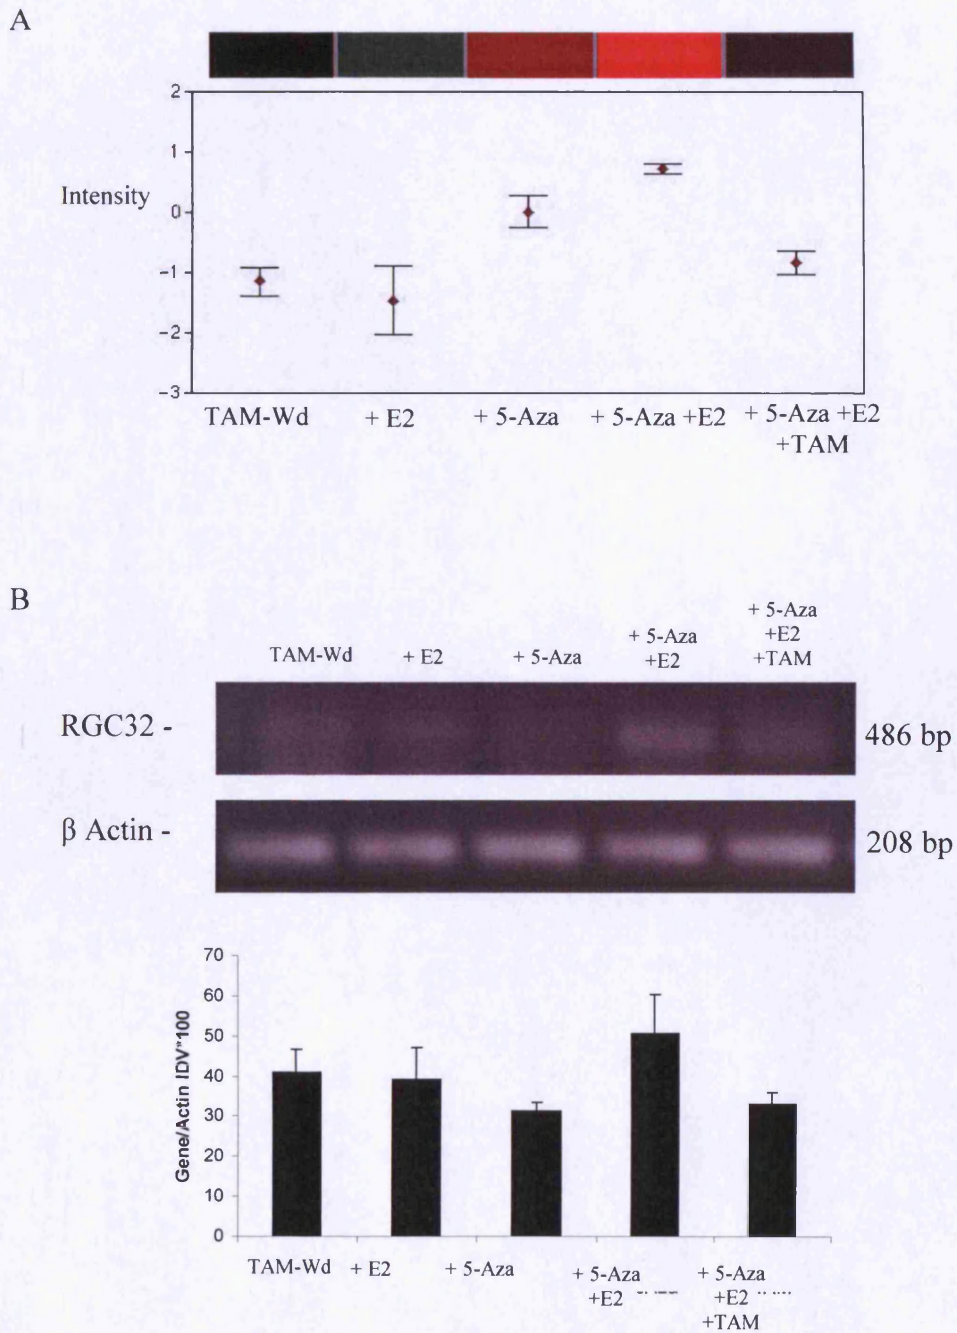 A
2
1
Intensity
0
-1
-2
-3
TAM-Wd + E2 + 5-Aza + 5-Aza +E2 + 5-Aza +E2
+TAM
B
TAM-Wd + E2 + 5-Aza + 5-Aza +E2 + 5-Aza +E2 +TAM
RGC32 - 486 bp
β Actin - 208 bp
70
60
50
40
30
20
10
0
Gene/Actin IDV*100
TAM-Wd + E2 + 5-Aza + 5-Aza +E2 + 5-Aza +E2 +TAM